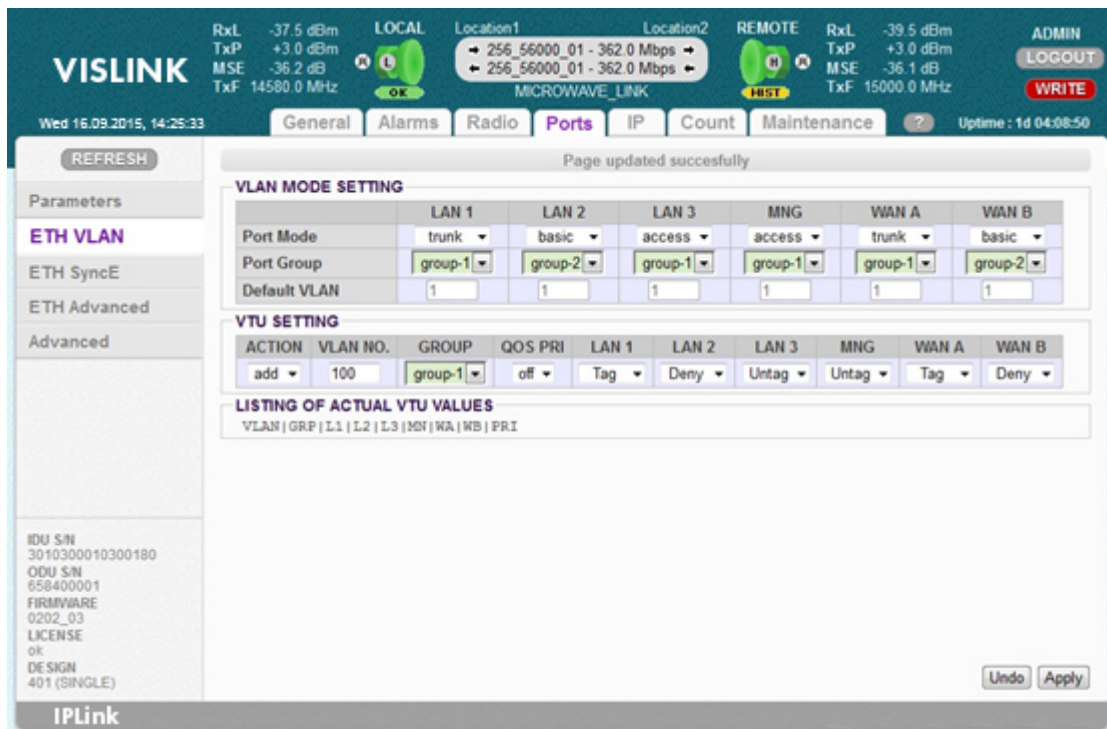 VISLINK
RxL -37.5 dBm
TxP +3.0 dBm
MSE -36.2 dB
TxF 14580.0 MHz
LOCAL
R L
OK
Location1 Location2
→ 256_56000_01 - 362.0 Mbps →
← 256_56000_01 - 362.0 Mbps ←
MICROWAVE_LINK
REMOTE
H R
HIST
RxL -39.5 dBm
TxP +3.0 dBm
MSE -36.1 dB
TxF 15000.0 MHz
ADMIN
LOGOUT
WRITE
Wed 16.09.2015, 14:25:33
General Alarms Radio Ports IP Count Maintenance ? Uptime : 1d 04:08:50
REFRESH
Parameters
ETH VLAN
ETH SyncE
ETH Advanced
Advanced
Page updated succesfully
VLAN MODE SETTING
LAN 1 LAN 2 LAN 3 MNG WAN A WAN B
Port Mode trunk basic access access trunk basic
Port Group group-1 group-2 group-1 group-1 group-1 group-2
Default VLAN 1 1 1 1 1 1
VTU SETTING
ACTION VLAN NO. GROUP QOS PRI LAN 1 LAN 2 LAN 3 MNG WAN A WAN B
add 100 group-1 off Tag Deny Untag Untag Tag Deny
LISTING OF ACTUAL VTU VALUES
VLAN|GRP|L1|L2|L3|MN|WA|WB|PRI
IDU S/N
3010300010300180
ODU S/N
658400001
FIRMWARE
0202_03
LICENSE
ok
DESIGN
401 (SINGLE)
Undo Apply
IPLink